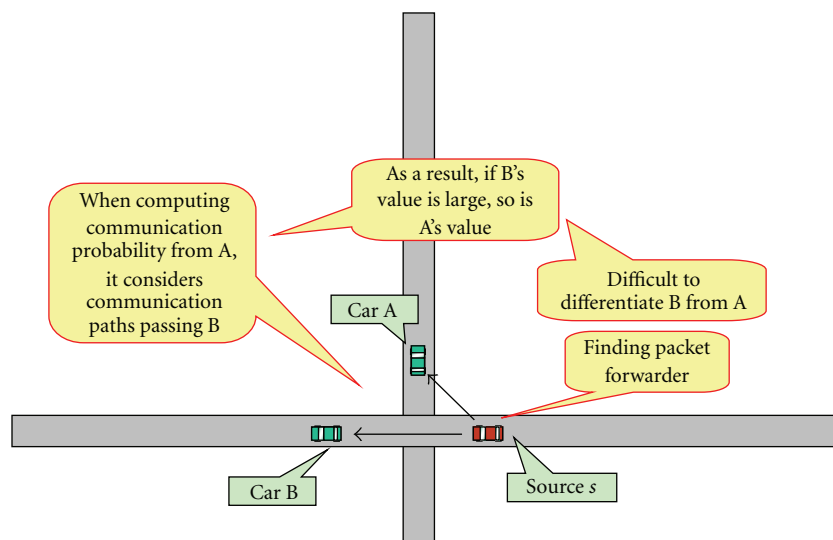 When computing
communication
probability from A,
it considers
communication
paths passing B
As a result, if B's
value is large, so is
A's value
Difficult to
differentiate B from A
Car A
Finding packet
forwarder
Car B
Source s